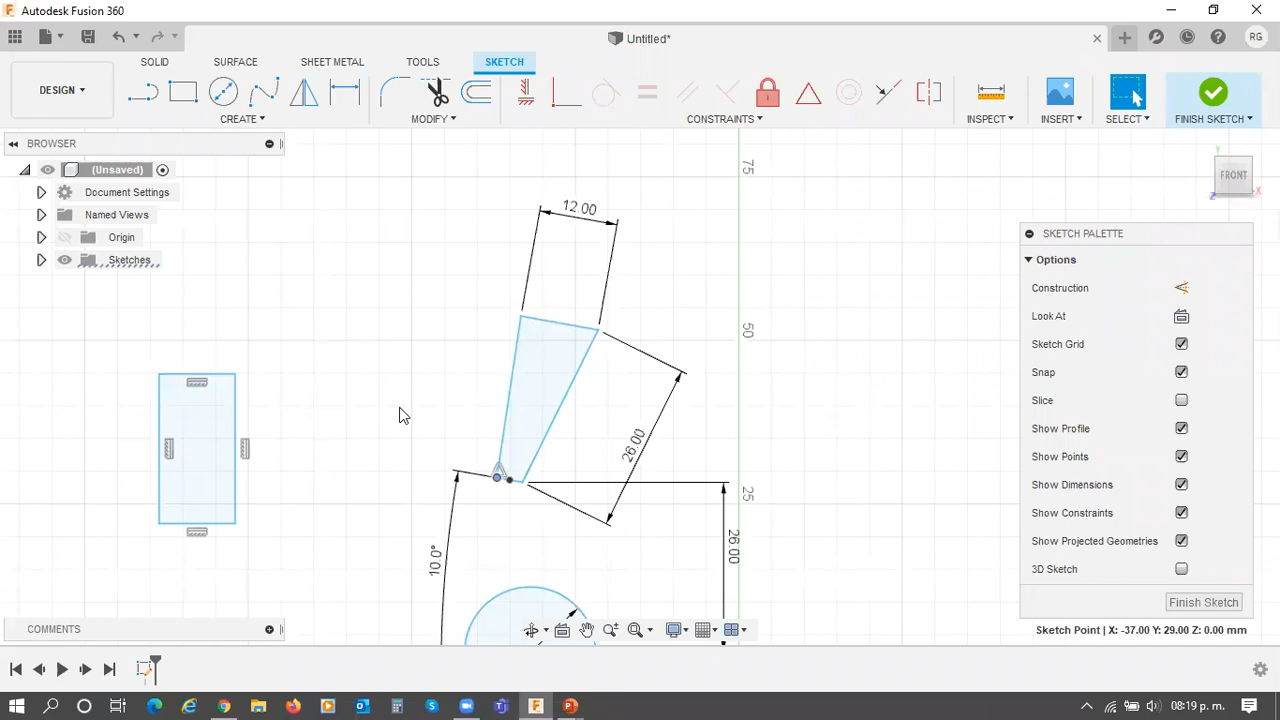 Autodesk Fusion 360
Untitled*
RG
DESIGN
SOLID
SURFACE
SHEET METAL
TOOLS
SKETCH
CREATE
MODIFY
CONSTRAINTS
INSPECT
INSERT
SELECT
FINISH SKETCH
BROWSER
(Unsaved)
Document Settings
Named Views
Origin
Sketches
COMMENTS
12.00
26.00
26.00
10.0°
75
50
25
Y
FRONT
X
Z
SKETCH PALETTE
Options
Construction
Look At
Sketch Grid
Snap
Slice
Show Profile
Show Points
Show Dimensions
Show Constraints
Show Projected Geometries
3D Sketch
Finish Sketch
Sketch Point | X: -37.00 Y: 29.00 Z: 0.00 mm
08:19 p. m.